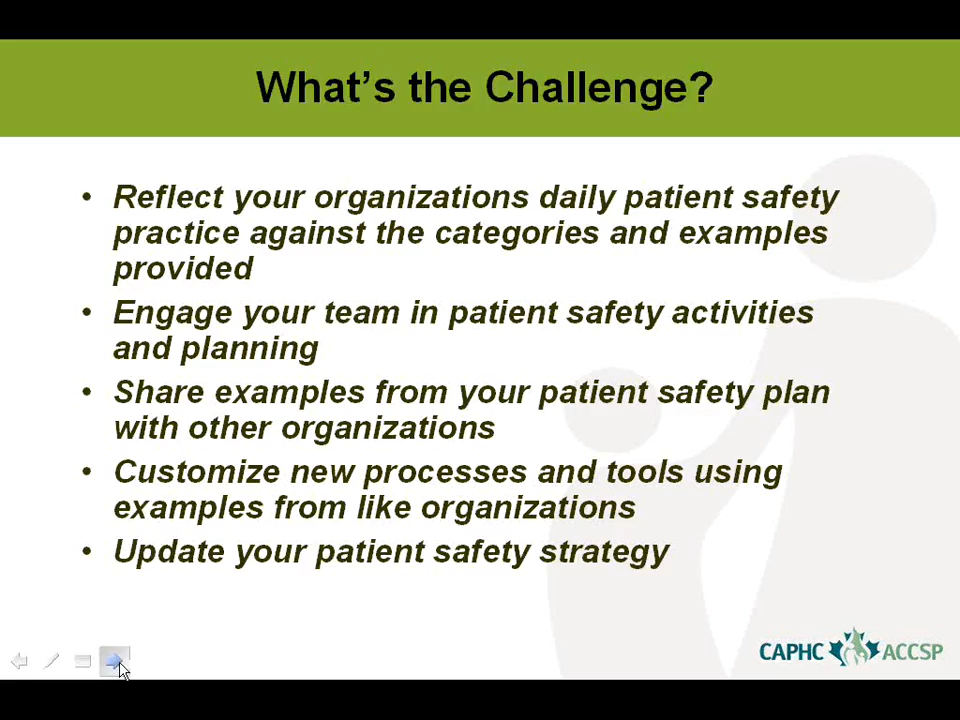 What's the Challenge?
• Reflect your organizations daily patient safety
practice against the categories and examples
provided
• Engage your team in patient safety activities
and planning
• Share examples from your patient safety plan
with other organizations
• Customize new processes and tools using
examples from like organizations
• Update your patient safety strategy
CAPHC ACCSP